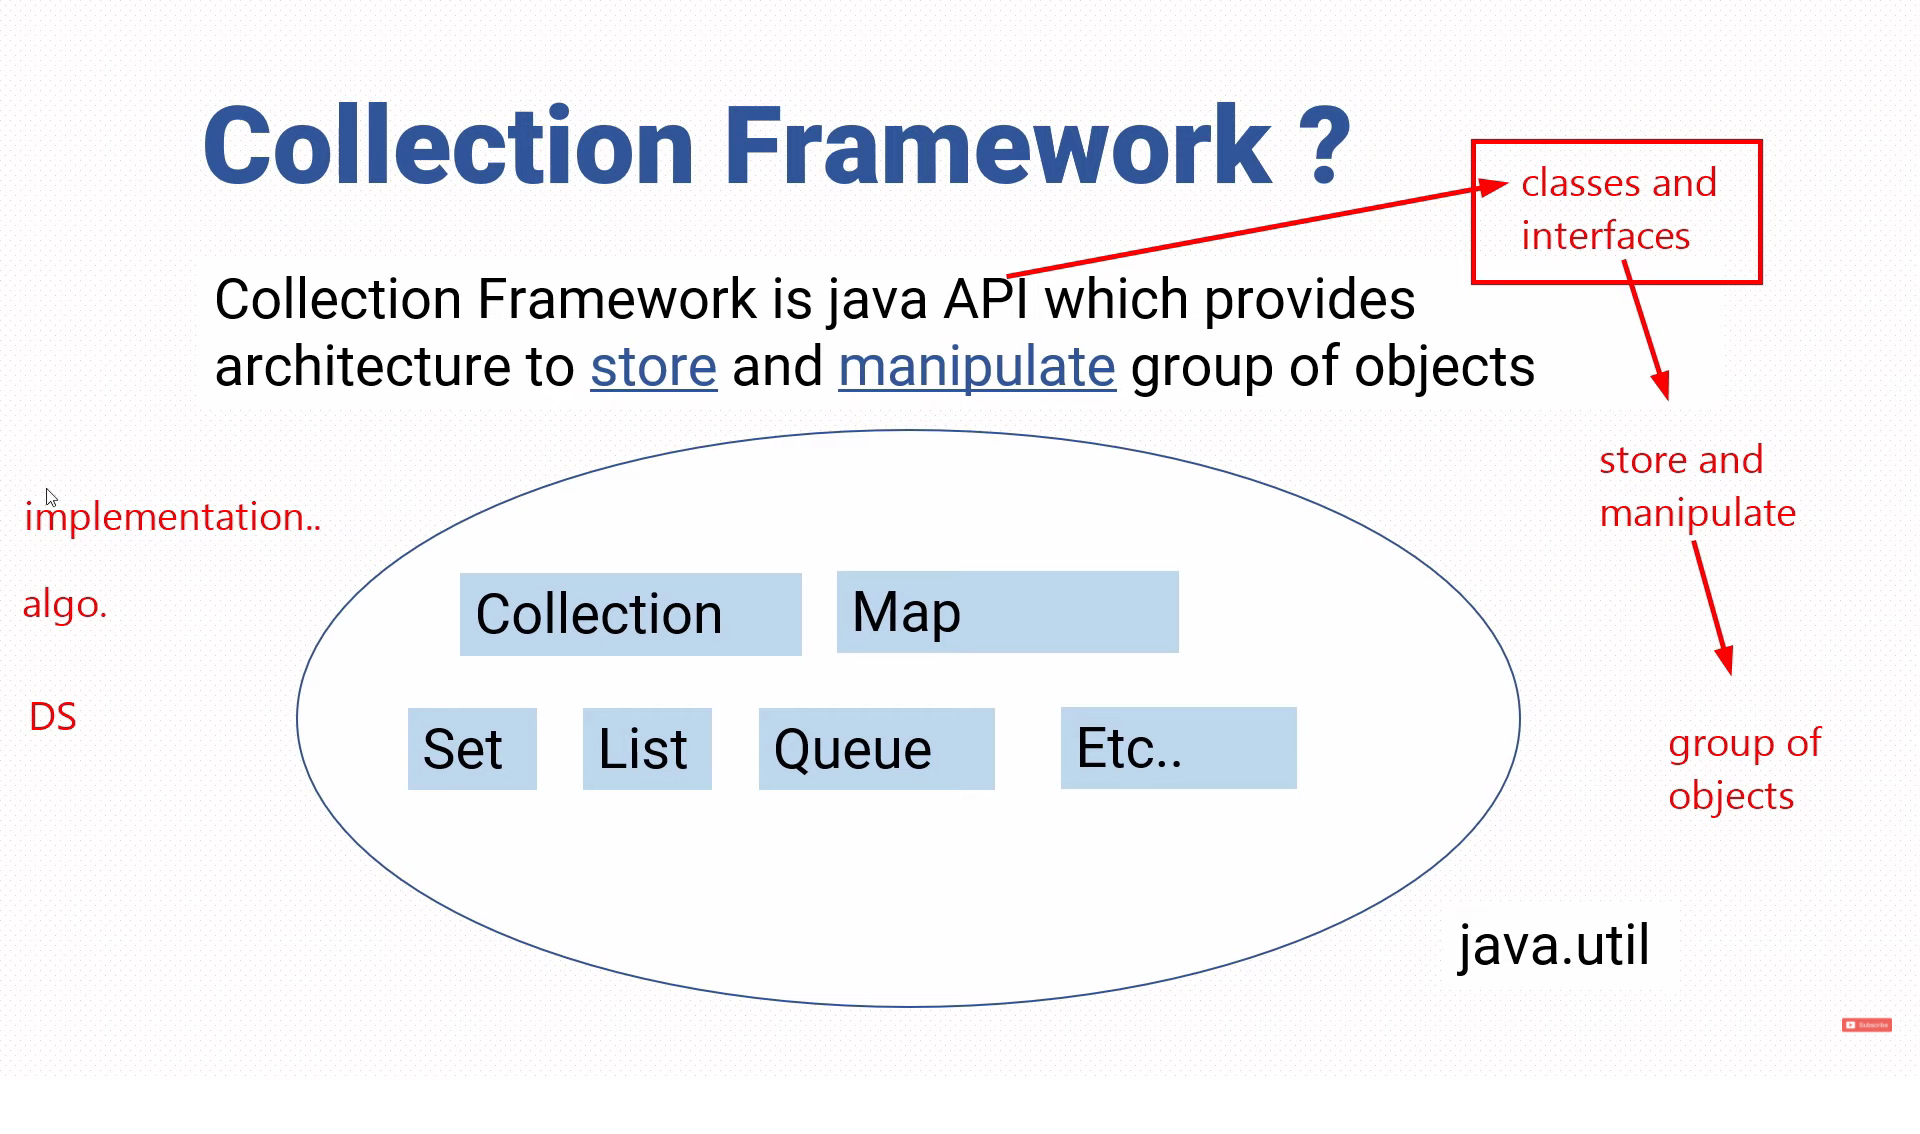 Collection Framework ?
classes and
interfaces
Collection Framework is java API which provides
architecture to store and manipulate group of objects
store and
manipulate
implementation..
algo.
DS
Collection
Map
Set
List
Queue
Etc..
group of
objects
java.util
Subscribe